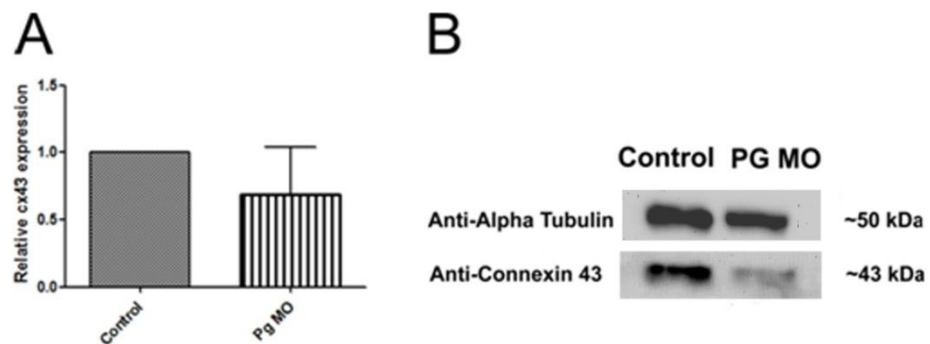 A
Relative cx43 expression
1.5
1.0
0.5
0.0
Control
Pg MO
B
Control PG MO
Anti-Alpha Tubulin ~50 kDa
Anti-Connexin 43 ~43 kDa